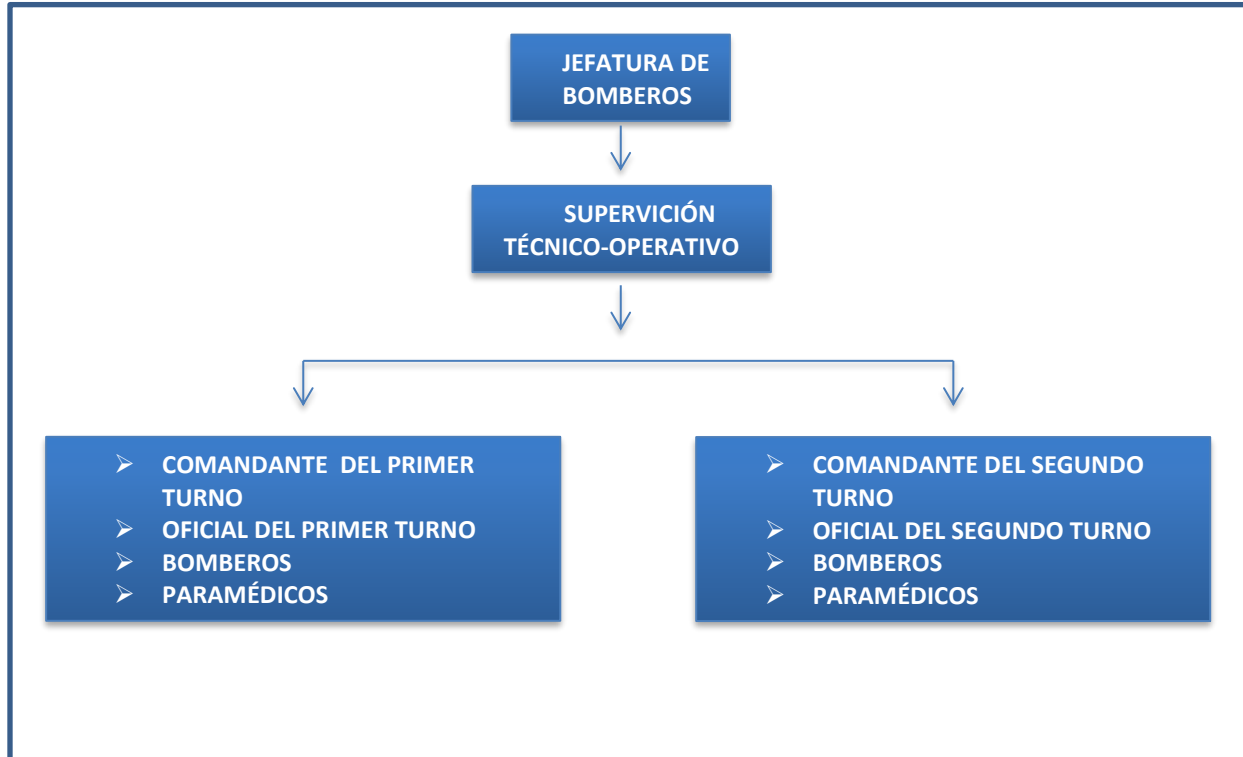 JEFATURA DE
BOMBEROS
SUPERVICIÓN
TÉCNICO-OPERATIVO
➢ COMANDANTE DEL PRIMER
TURNO
➢ OFICIAL DEL PRIMER TURNO
➢ BOMBEROS
➢ PARAMÉDICOS
➢ COMANDANTE DEL SEGUNDO
TURNO
➢ OFICIAL DEL SEGUNDO TURNO
➢ BOMBEROS
➢ PARAMÉDICOS